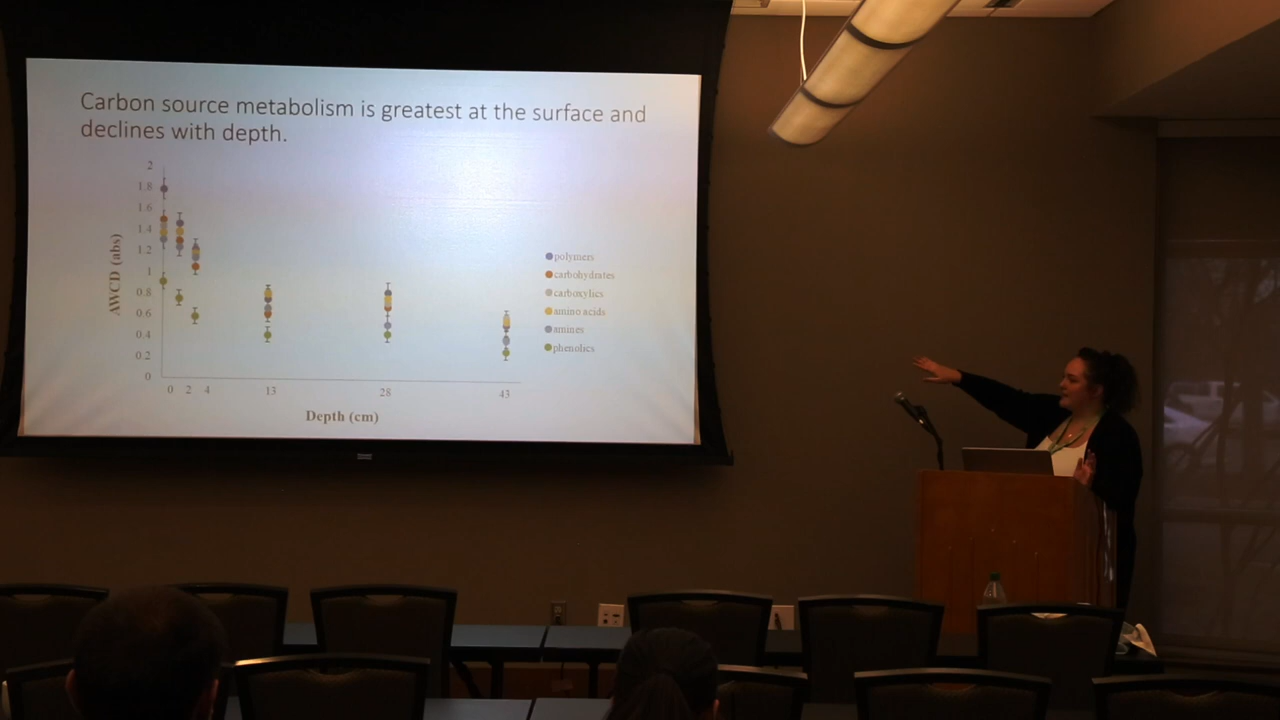 Carbon source metabolism is greatest at the surface and
declines with depth.
2
1.8
1.6
1.4
1.2
1
0.8
0.6
0.4
0.2
0
AWCD (abs)
0 2 4 13 28 43
Depth (cm)
polymers
carbohydrates
carboxylics
amino acids
amines
phenolics